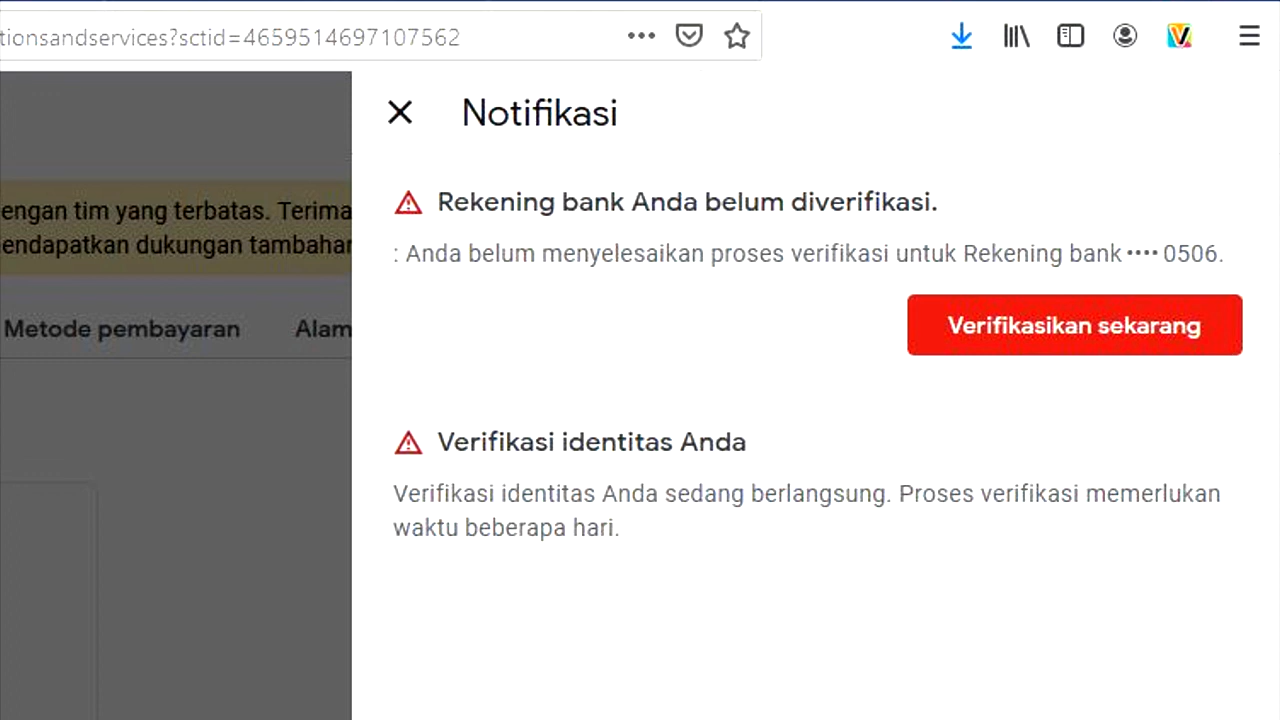 tionsandservices?sctid=4659514697107562
Notifikasi
engan tim yang terbatas. Terima
endapatkan dukungan tambahan
Metode pembayaran Alam
Rekening bank Anda belum diverifikasi.
: Anda belum menyelesaikan proses verifikasi untuk Rekening bank •••• 0506.
Verifikasikan sekarang
Verifikasi identitas Anda
Verifikasi identitas Anda sedang berlangsung. Proses verifikasi memerlukan
waktu beberapa hari.